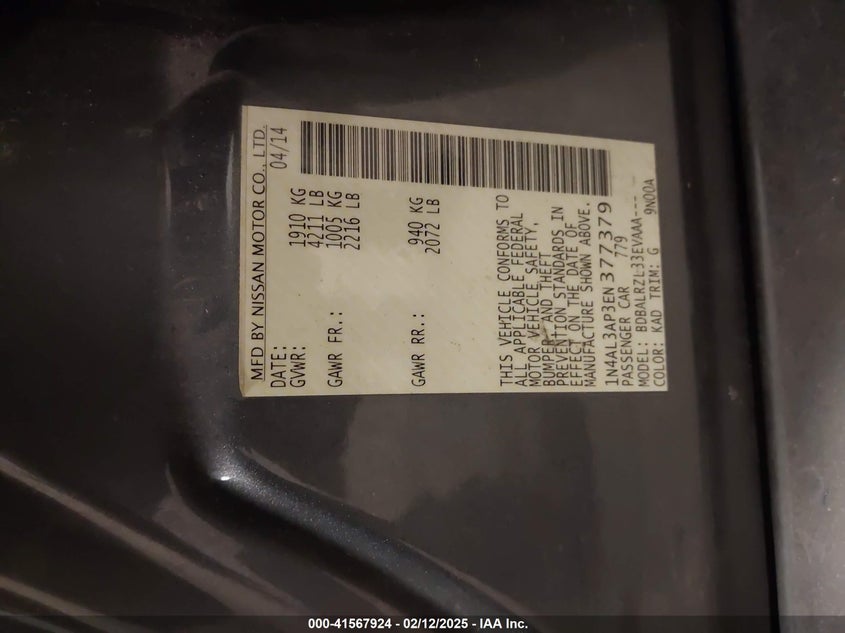 MFD BY NISSAN MOTOR CO., LTD.
DATE: 04/14
GVWR: 1910 KG
4211 LB
GAWR FR.: 1005 KG
2216 LB
GAWR RR.: 940 KG
2072 LB
THIS VEHICLE CONFORMS TO
ALL APPLICABLE FEDERAL
MOTOR VEHICLE SAFETY,
BUMPER, AND THEFT
PREVENTION STANDARDS IN
EFFECT ON THE DATE OF
MANUFACTURE SHOWN ABOVE.
1N4AL3AP3EN377379
PASSENGER CAR 779
MODEL: BDBALRZL33EVAAA---
COLOR: KAD TRIM: G 9N00A
000-41567924 - 02/12/2025 - IAA Inc.